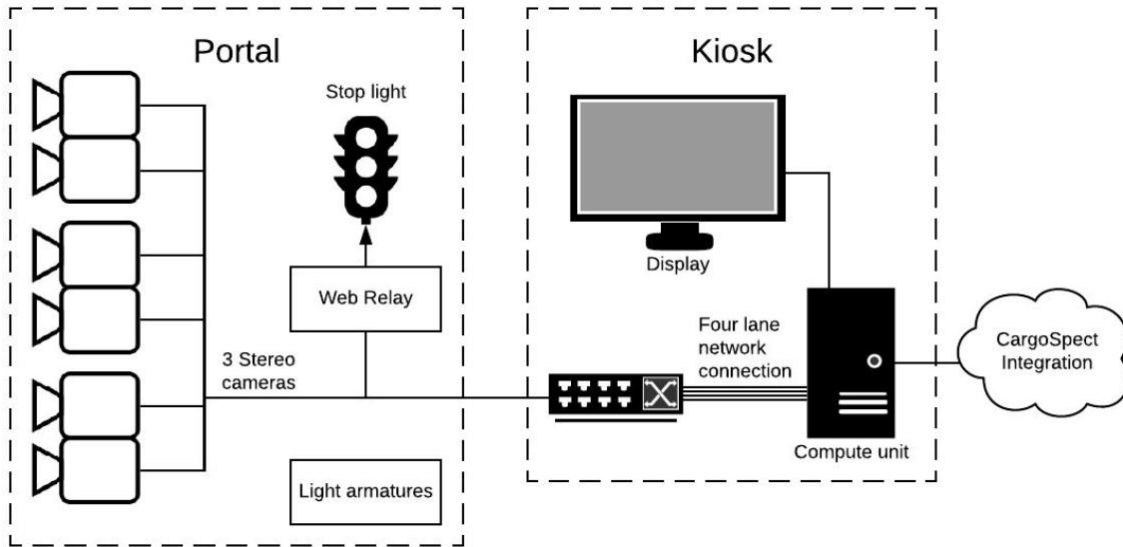 Portal
Stop light
Web Relay
3 Stereo
cameras
Light armatures
Kiosk
Display
Four lane
network
connection
Compute unit
CargoSpect
Integration